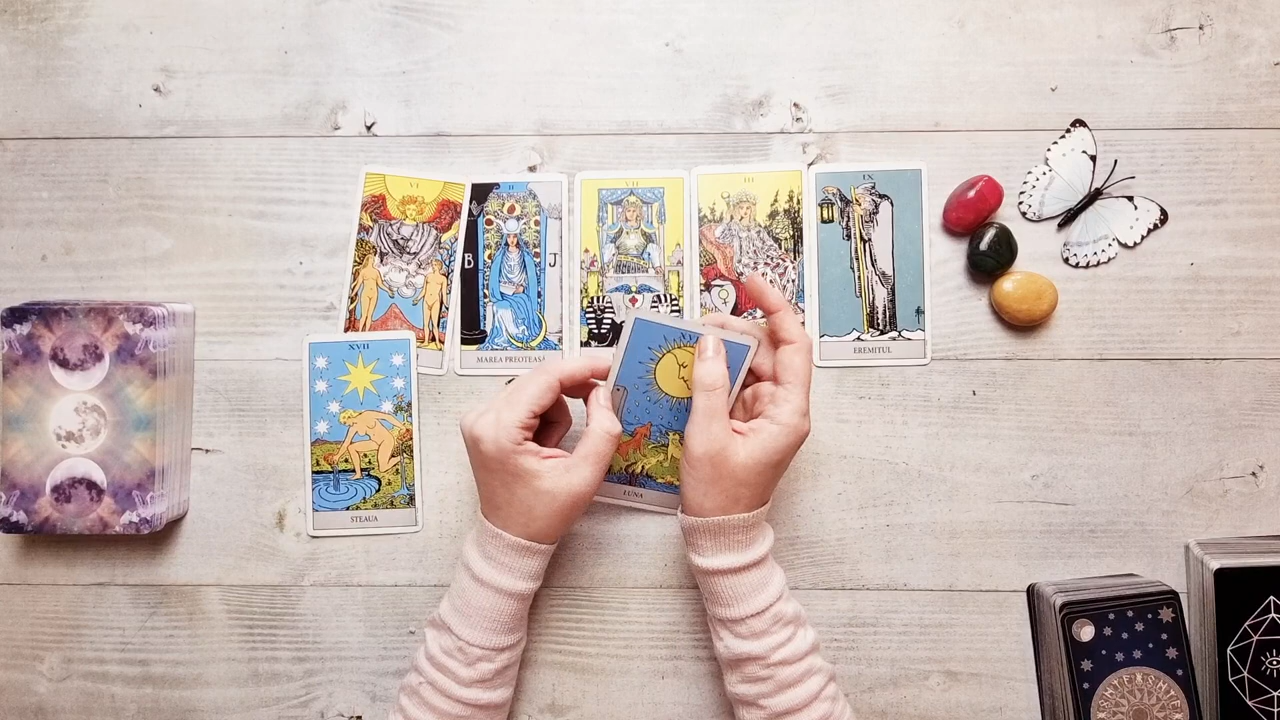 VI
II
VII
III
IX
B
J
MAREA PREOTEASĂ
EREMITUL
XVII
STEAUA
LUNA